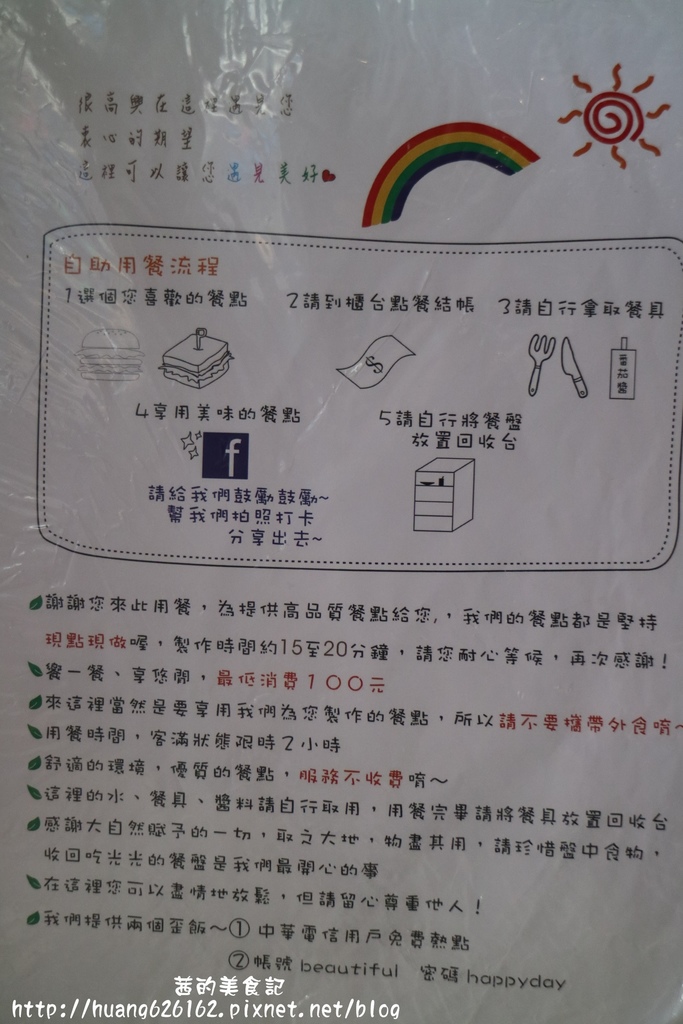 很高興在這裡遇見您
衷心的期望
這裡可以讓您遇見美好
自助用餐流程
1選個您喜歡的餐點
2請到櫃台點餐結帳
3請自行拿取餐具
$
番茄醬
4享用美味的餐點
5請自行將餐盤
放置回收台
f
請給我們鼓勵鼓勵~
幫我們拍照打卡
分享出去~
謝謝您來此用餐，為提供高品質餐點給您,，我們的餐點都是堅持
現點現做喔，製作時間約15至20分鐘，請您耐心等候，再次感謝！
饗一餐、享悠閒，最低消費１００元
來這裡當然是要享用我們為您製作的餐點，所以請不要攜帶外食唷~
用餐時間，客滿狀態限時2小時
舒適的環境，優質的餐點，服務不收費唷～
這裡的水、餐具、醬料請自行取用，用餐完畢請將餐具放置回收台
感謝大自然賦予的一切，取之大地，物盡其用，請珍惜盤中食物，
收回吃光光的餐盤是我們最開心的事
在這裡您可以盡情地放鬆，但請留心尊重他人！
我們提供兩個歪飯～① 中華電信用戶免費熱點
②帳號 beautiful 密碼 happyday
茜的美食記
http://huang626162.pixnet.net/blog